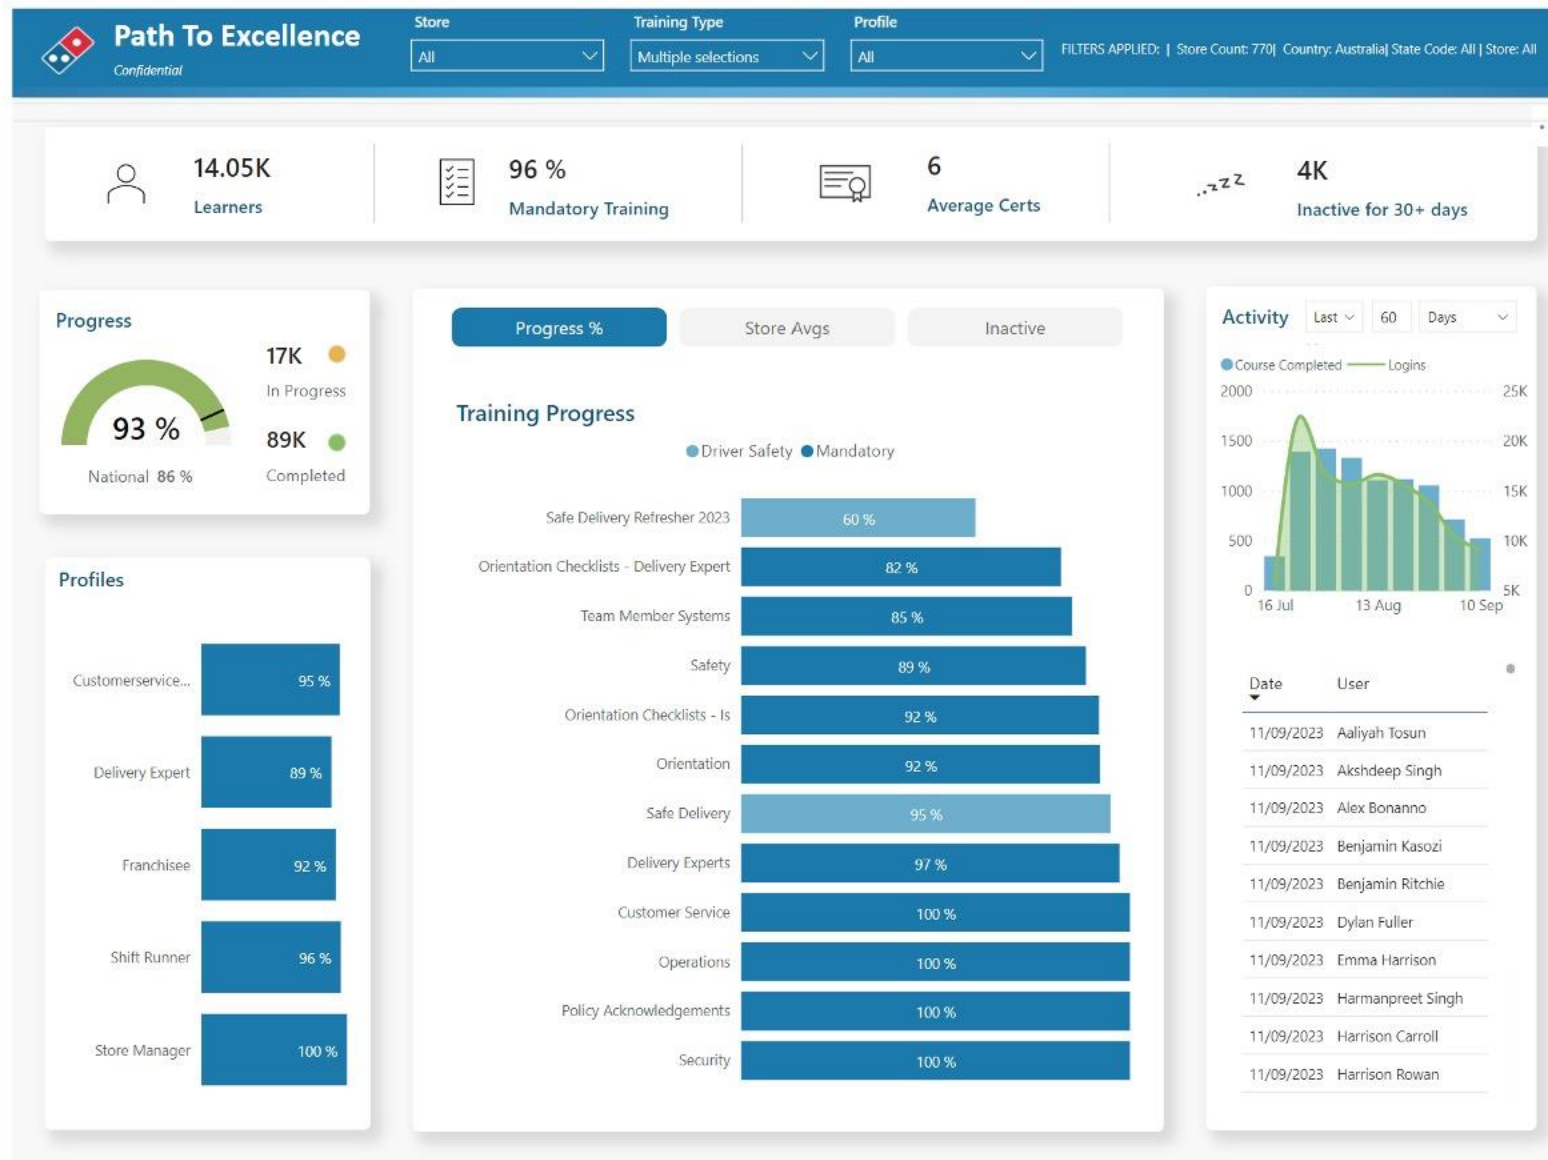 Path To Excellence
Confidential
Store
All
Training Type
Multiple selections
Profile
All
FILTERS APPLIED: | Store Count: 770| Country: Australia| State Code: All | Store: All
14.05K
Learners
96 %
Mandatory Training
6
Average Certs
zzz
4K
Inactive for 30+ days
Progress
93 %
National 86 %
17K
In Progress
89K
Completed
Profiles
Customerservice... 95 %
Delivery Expert 89 %
Franchisee 92 %
Shift Runner 96 %
Store Manager 100 %
Progress %
Store Avgs
Inactive
Training Progress
Driver Safety Mandatory
Safe Delivery Refresher 2023 60 %
Orientation Checklists - Delivery Expert 82 %
Team Member Systems 85 %
Safety 89 %
Orientation Checklists - Is 92 %
Orientation 92 %
Safe Delivery 95 %
Delivery Experts 97 %
Customer Service 100 %
Operations 100 %
Policy Acknowledgements 100 %
Security 100 %
Activity Last 60 Days
Course Completed Logins
2000 25K
1500 20K
1000 15K
500 10K
0 5K
16 Jul 13 Aug 10 Sep
Date User
11/09/2023 Aaliyah Tosun
11/09/2023 Akshdeep Singh
11/09/2023 Alex Bonanno
11/09/2023 Benjamin Kasozi
11/09/2023 Benjamin Ritchie
11/09/2023 Dylan Fuller
11/09/2023 Emma Harrison
11/09/2023 Harmanpreet Singh
11/09/2023 Harrison Carroll
11/09/2023 Harrison Rowan